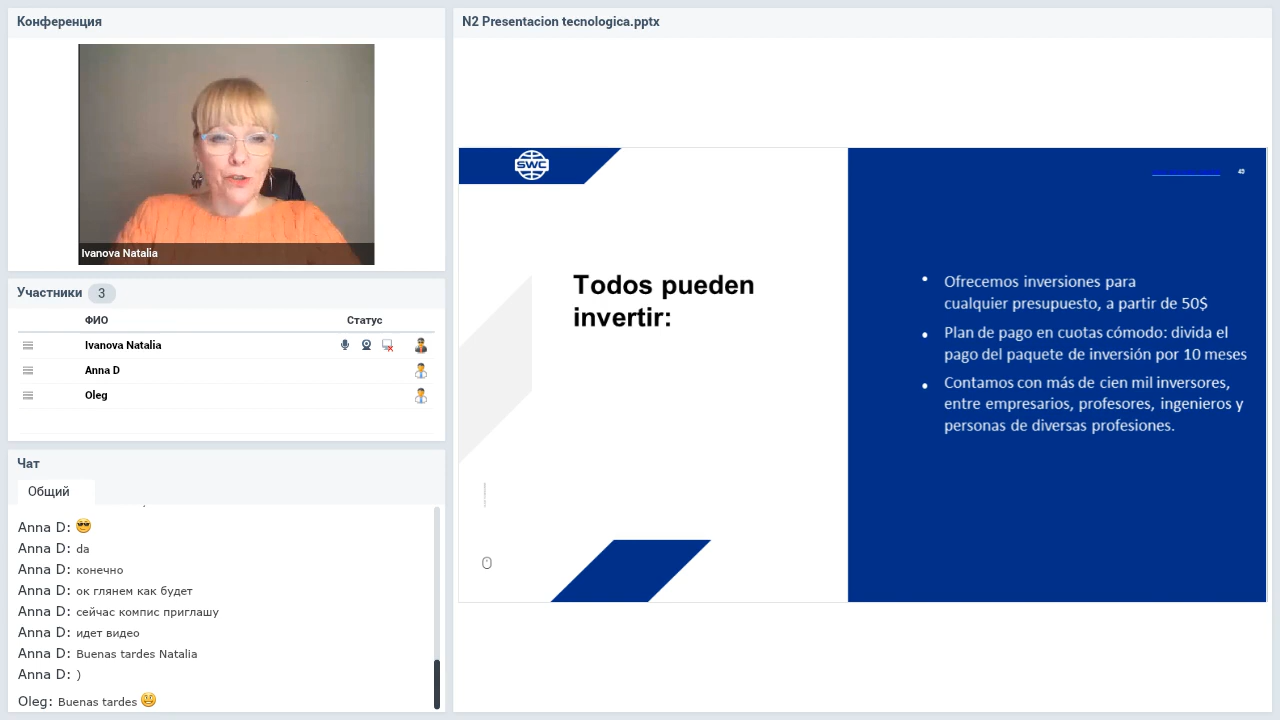 Конференция
Ivanova Natalia
Участники 3
ФИО Статус
Ivanova Natalia
Anna D
Oleg
Чат
Общий
Anna D:
Anna D: da
Anna D: конечно
Anna D: ок глянем как будет
Anna D: сейчас компис приглашу
Anna D: идет видео
Anna D: Buenas tardes Natalia
Anna D: )
Oleg: Buenas tardes
N2 Presentacion tecnologica.pptx
SWC
Todos pueden
invertir:
• Ofrecemos inversiones para
cualquier presupuesto, a partir de 50$
• Plan de pago en cuotas cómodo: divida el
pago del paquete de inversión por 10 meses
• Contamos con más de cien mil inversores,
entre empresarios, profesores, ingenieros y
personas de diversas profesiones.